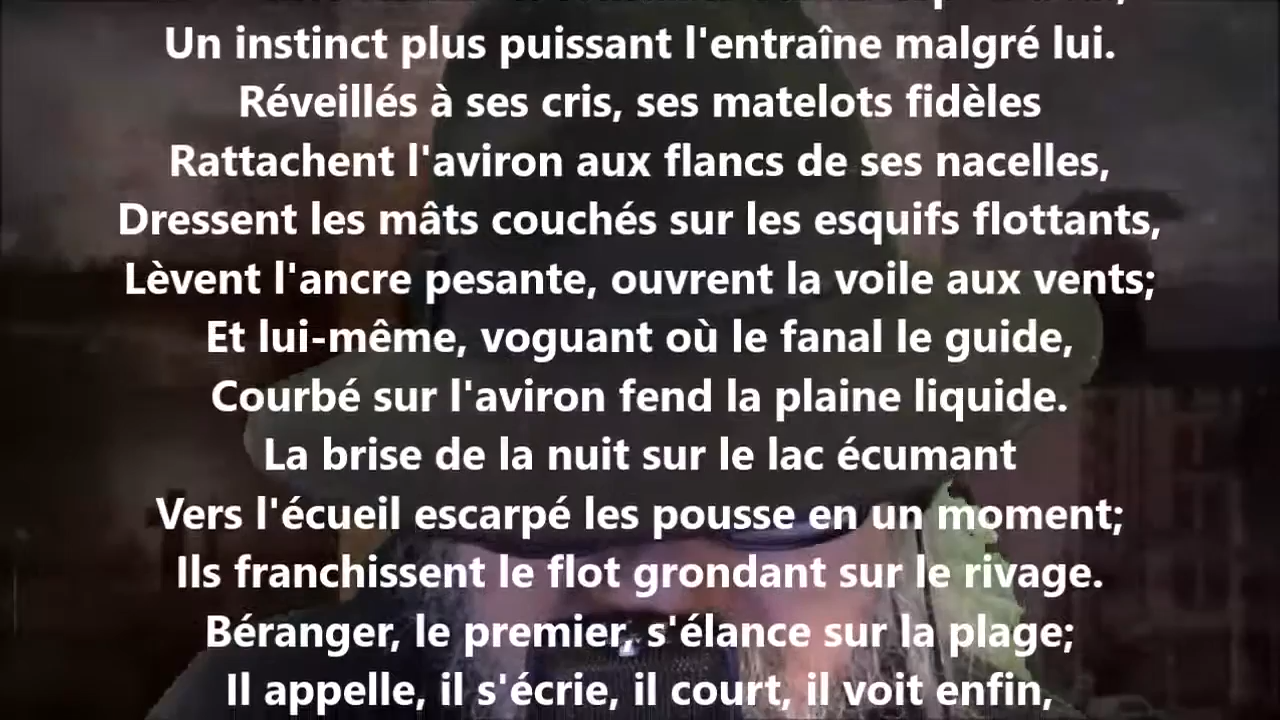 Un instinct plus puissant l'entraîne malgré lui.
Réveillés à ses cris, ses matelots fidèles
Rattachent l'aviron aux flancs de ses nacelles,
Dressent les mâts couchés sur les esquifs flottants,
Lèvent l'ancre pesante, ouvrent la voile aux vents;
Et lui-même, voguant où le fanal le guide,
Courbé sur l'aviron fend la plaine liquide.
La brise de la nuit sur le lac écumant
Vers l'écueil escarpé les pousse en un moment;
Ils franchissent le flot grondant sur le rivage.
Béranger, le premier, s'élance sur la plage;
Il appelle, il s'écrie, il court, il voit enfin,